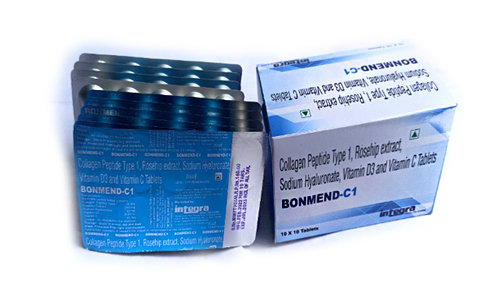 BONMEND-C1
Collagen Peptide Type 1, Rosehip extract, Sodium Hyaluronate,
Vitamin D3 and Vitamin C Tablets
BONMEND-C1
integra
Collagen Peptide Type 1, Rosehip extract, Sodium Hyaluronate
integra
Collagen Peptide Type 1, Rosehip extract,
Sodium Hyaluronate, Vitamin D3 and Vitamin C Tablets
BONMEND-C1
Collagen Peptide Type 1, Rosehip extract,
Sodium Hyaluronate, Vitamin D3 and Vitamin C Tablets
BONMEND-C1
integra
10 X 10 Tablets